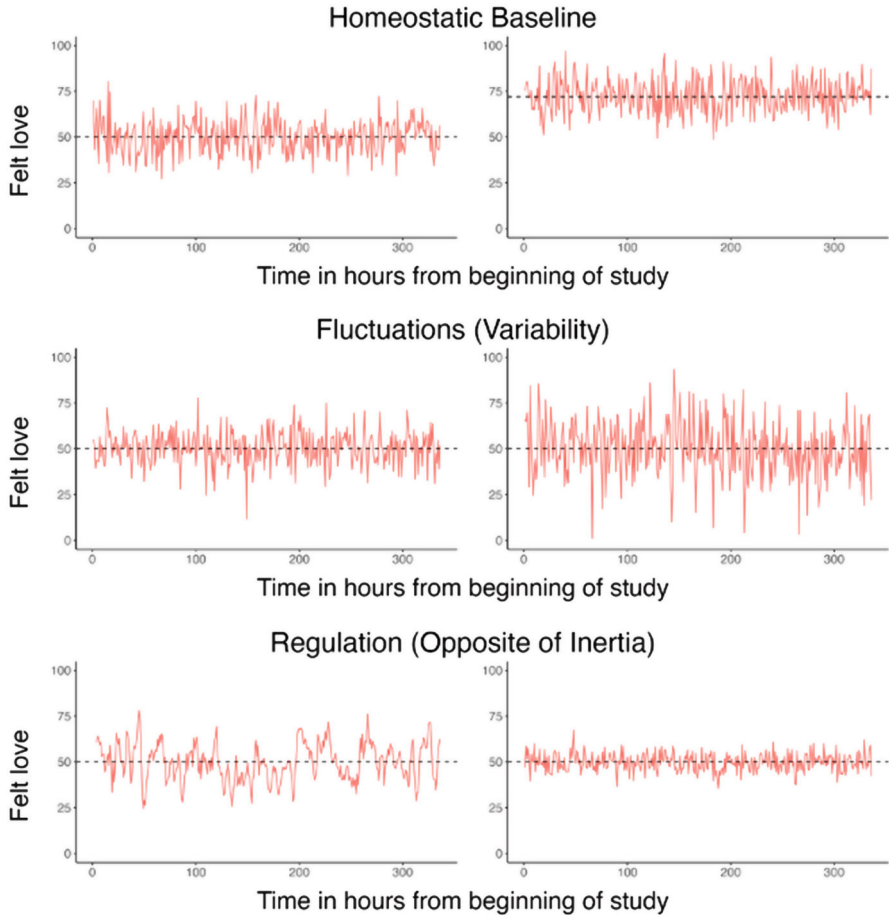 Homeostatic Baseline
Felt love
100
75
50
25
0
0 100 200 300
100
75
50
25
0
0 100 200 300
Time in hours from beginning of study
Fluctuations (Variability)
Felt love
100
75
50
25
0
0 100 200 300
100
75
50
25
0
0 100 200 300
Time in hours from beginning of study
Regulation (Opposite of Inertia)
Felt love
100
75
50
25
0
0 100 200 300
100
75
50
25
0
0 100 200 300
Time in hours from beginning of study